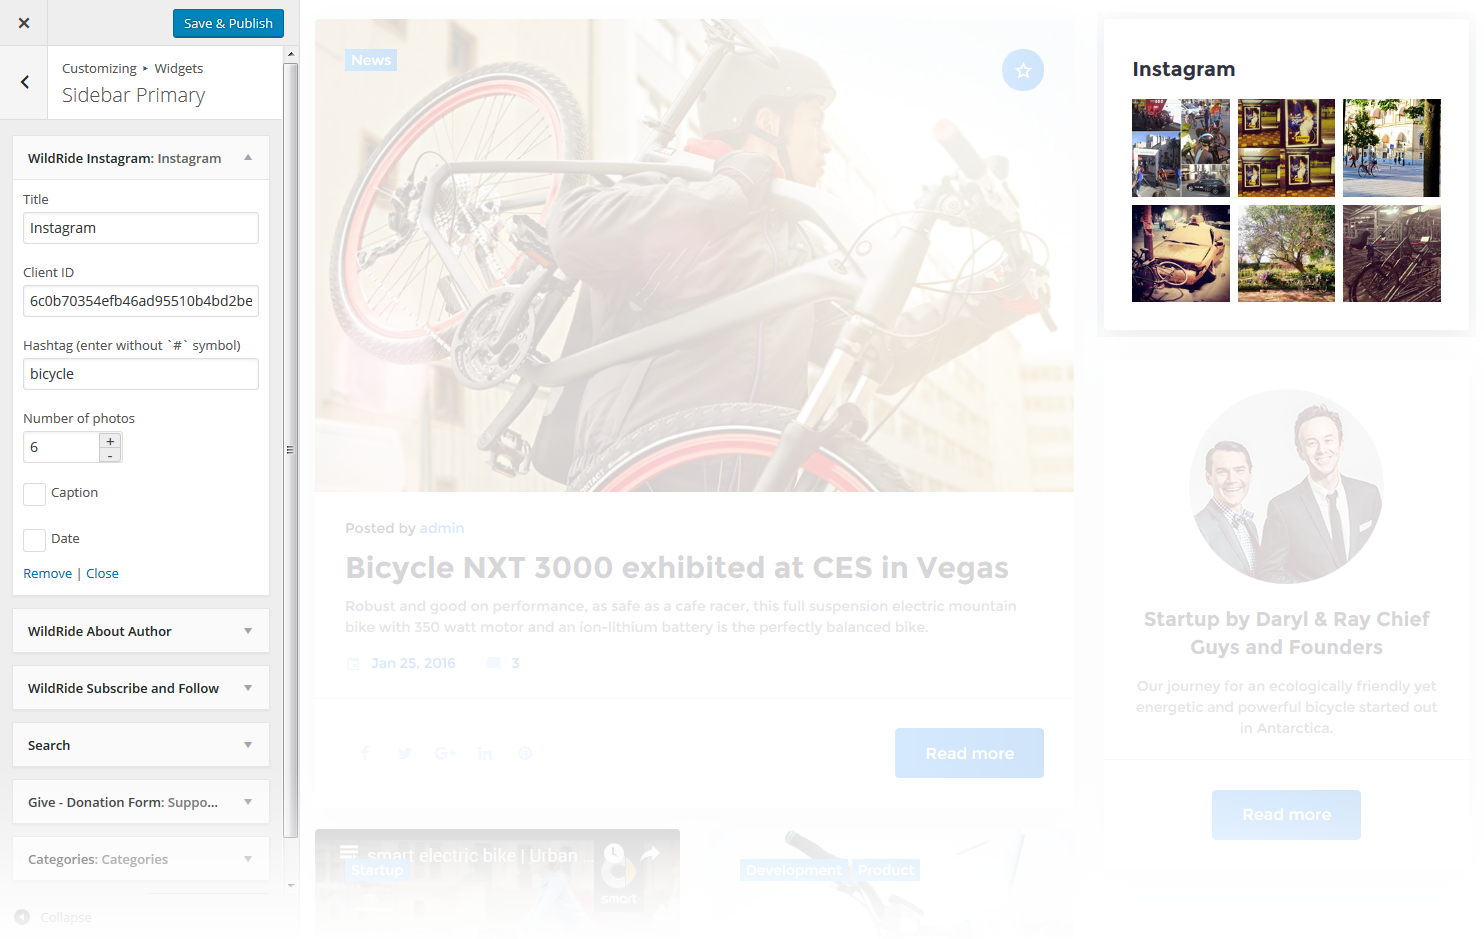 Save & Publish
Customizing ▸ Widgets
Sidebar Primary
WildRide Instagram: Instagram
Title
Instagram
Client ID
6c0b70354efb46ad95510b4bd2be
Hashtag (enter without `#` symbol)
bicycle
Number of photos
6
+
-
Caption
Date
Remove | Close
WildRide About Author
WildRide Subscribe and Follow
Search
Give - Donation Form: Suppo...
Categories: Categories
Collapse
News
Posted by admin
Bicycle NXT 3000 exhibited at CES in Vegas
Robust and good on performance, as safe as a cafe racer, this full suspension electric mountain
bike with 350 watt motor and an ion-lithium battery is the perfectly balanced bike.
Jan 25, 2016 3
Read more
smart electric bike | Urban ...
Startup
smart
Development Product
Instagram
Startup by Daryl & Ray Chief
Guys and Founders
Our journey for an ecologically friendly yet
energetic and powerful bicycle started out
in Antarctica.
Read more